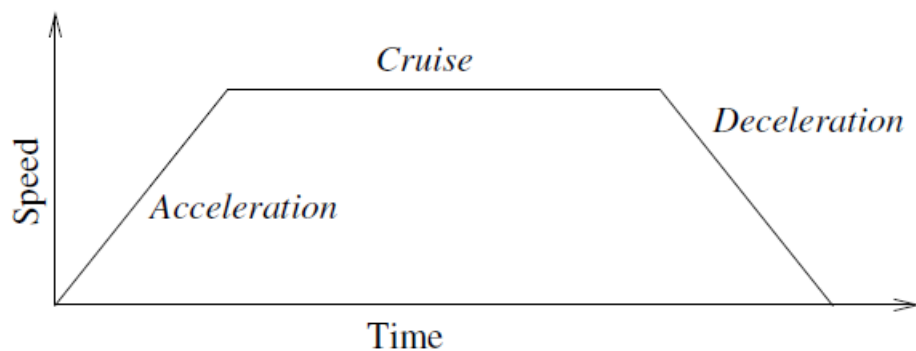 Cruise
Deceleration
Speed
Acceleration
Time